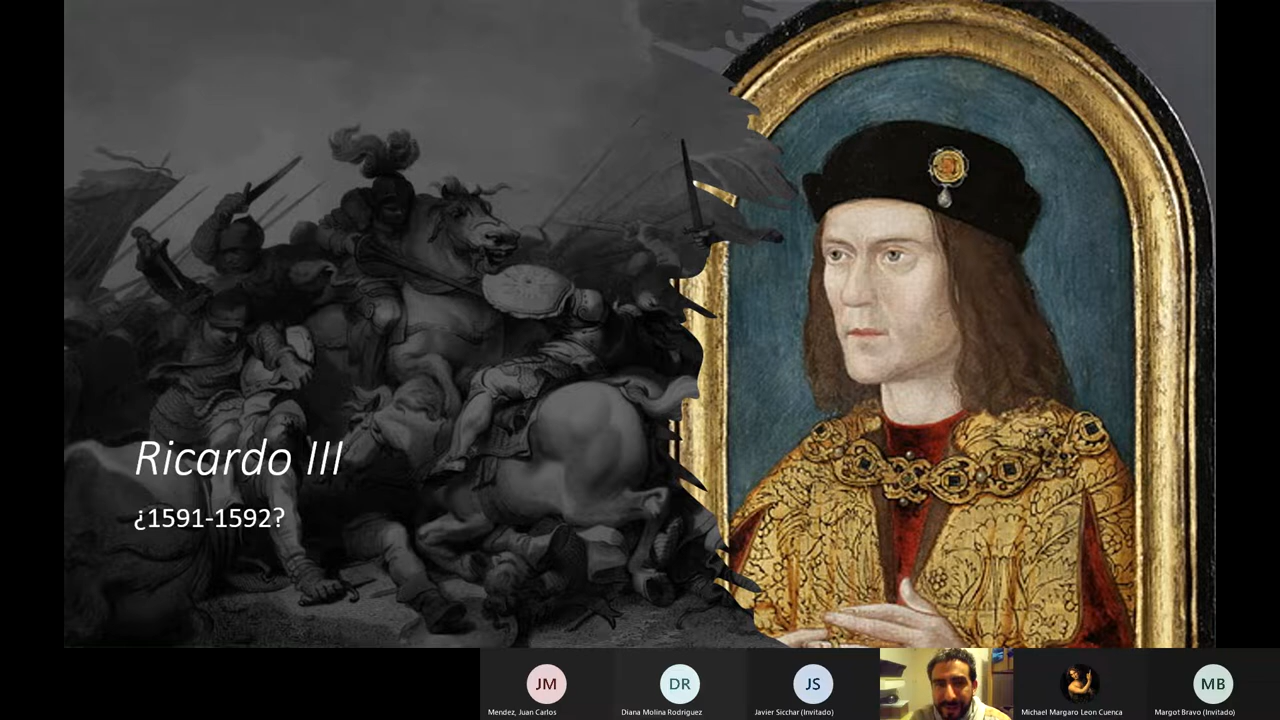 Ricardo III
¿1591-1592?
JM
DR
JS
MB
Mendez, Juan Carlos
Diana Molina Rodriguez
Javier Sicchar (Invitado)
Michael Margaro Leon Cuenca
Margot Bravo (Invitado)